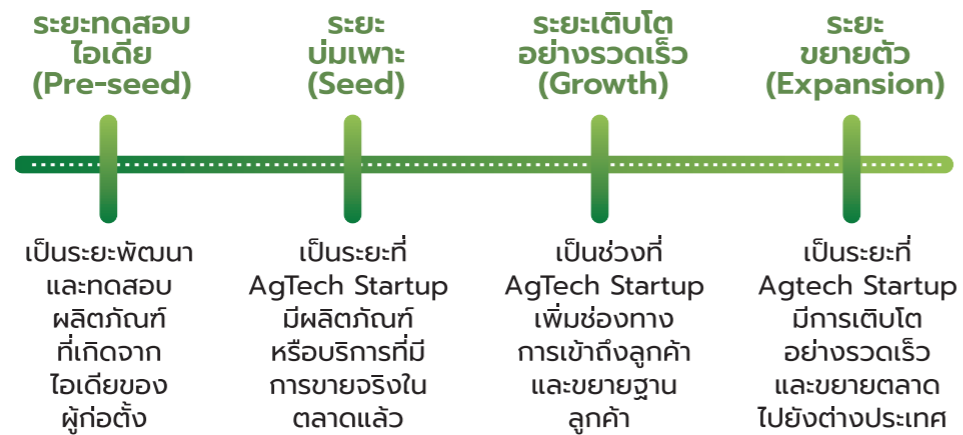 ระยะทดสอบ
ไอเดีย
(Pre-seed)
เป็นระยะพัฒนา
และทดสอบ
ผลิตภัณฑ์
ที่เกิดจาก
ไอเดียของ
ผู้ก่อตั้ง
ระยะ
บ่มเพาะ
(Seed)
เป็นระยะที่
AgTech Startup
มีผลิตภัณฑ์
หรือบริการที่มี
การขายจริงใน
ตลาดแล้ว
ระยะเติบโต
อย่างรวดเร็ว
(Growth)
เป็นช่วงที่
AgTech Startup
เพิ่มช่องทาง
การเข้าถึงลูกค้า
และขยายฐาน
ลูกค้า
ระยะ
ขยายตัว
(Expansion)
เป็นระยะที่
Agtech Startup
มีการเติบโต
อย่างรวดเร็ว
และขยายตลาด
ไปยังต่างประเทศ